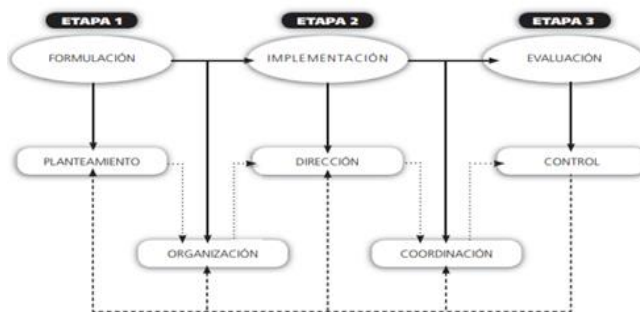 ETAPA 1
ETAPA 2
ETAPA 3
FORMULACIÓN
IMPLEMENTACIÓN
EVALUACIÓN
PLANTEAMIENTO
DIRECCIÓN
CONTROL
ORGANIZACIÓN
COORDINACIÓN